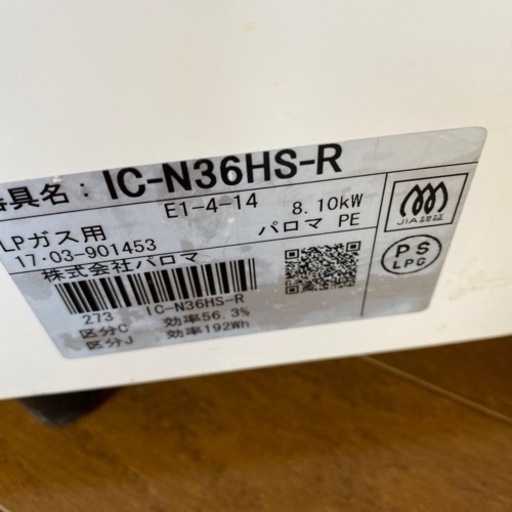 器具名：IC-N36HS-R
E1-4-14 8.10kW
LPガス用 パロマ PE
17·03-901453
株式会社パロマ
273 IC-N36HS-R
区分C 効率56.3%
区分J 効率192Wh
JIA認証
PS
LPG